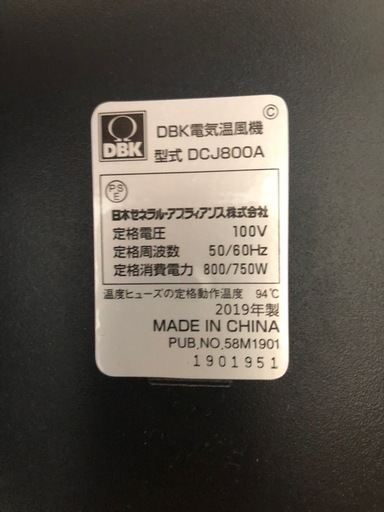 DBK
©
DBK電気温風機
型式 DCJ800A
PSE
日本ゼネラル・アプライアンス株式会社
定格電圧 100V
定格周波数 50/60Hz
定格消費電力 800/750W
温度ヒューズの定格動作温度 94℃
2019年製
MADE IN CHINA
PUB,NO,58M1901
1901951